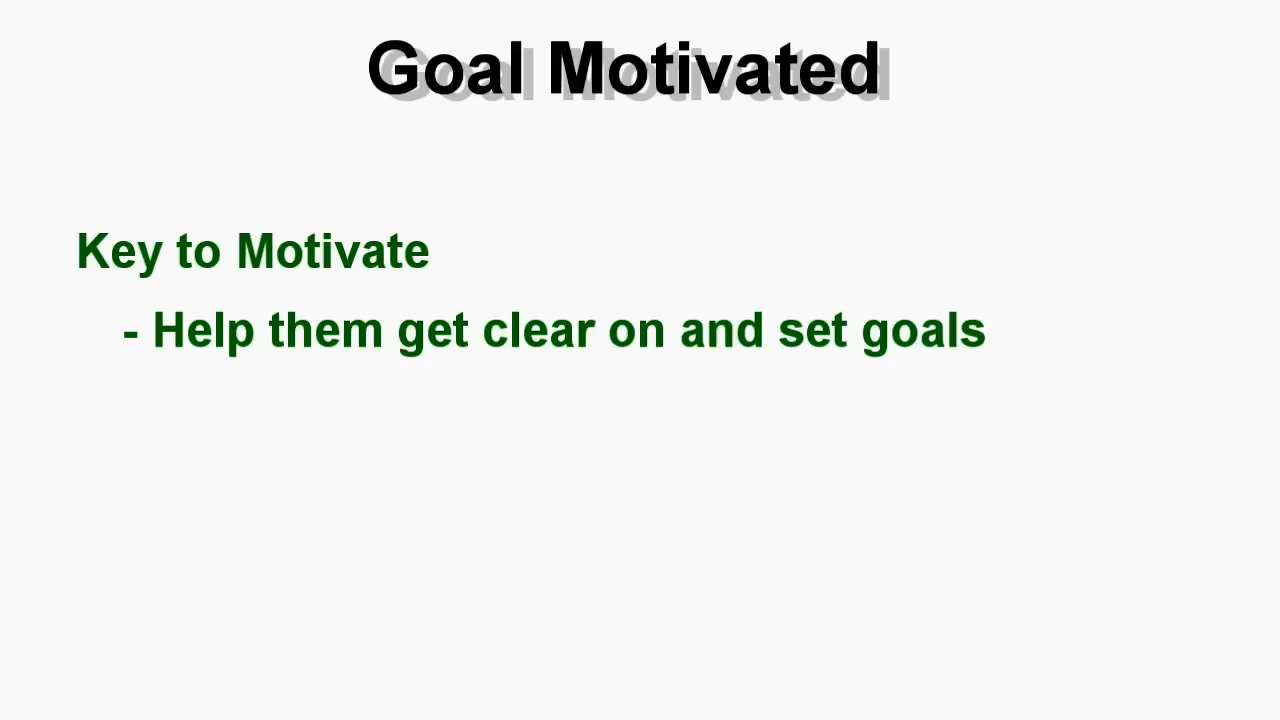 Goal Motivated
Key to Motivate
- Help them get clear on and set goals